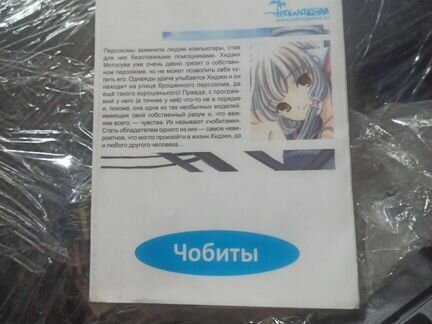 www.palmapress.ru
Персокомы заменили людям компьютеры, став
для них безотказными помощниками. Хидэки
Мотосува уже очень давно грезит о собствен-
ном персокоме, но не может позволить себе ку-
пить его. Однажды удача улыбается Хидэки и он
находит на улице брошенного персокома, да
ещё такого хорошенького! Правда, с програм-
мой у него (а точнее у неё) что-то не в порядке
и, похоже, она одна из тех необычных моделей,
имеющих свой собственный разум и, что важ-
нее всего, — чувства. Их называют «чобитами».
Стать обладателем одного из них — самое неве-
роятное, что могло произойти в жизни Хидэки, да
и любого другого человека...
Чобиты